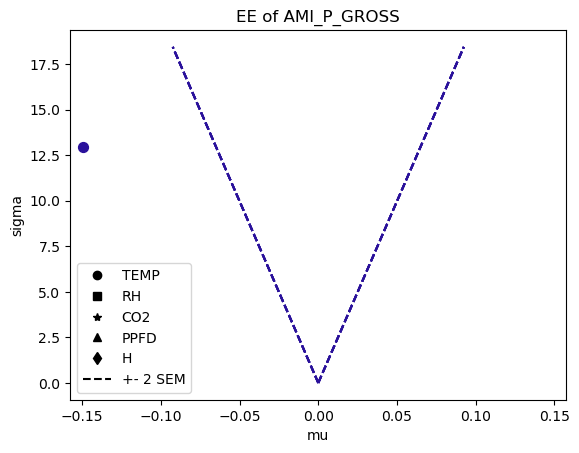 EE of AMI_P_GROSS
17.5
15.0
12.5
10.0
7.5
5.0
2.5
0.0
sigma
TEMP
RH
CO2
PPFD
H
+- 2 SEM
−0.15
−0.10
−0.05
0.00
0.05
0.10
0.15
mu